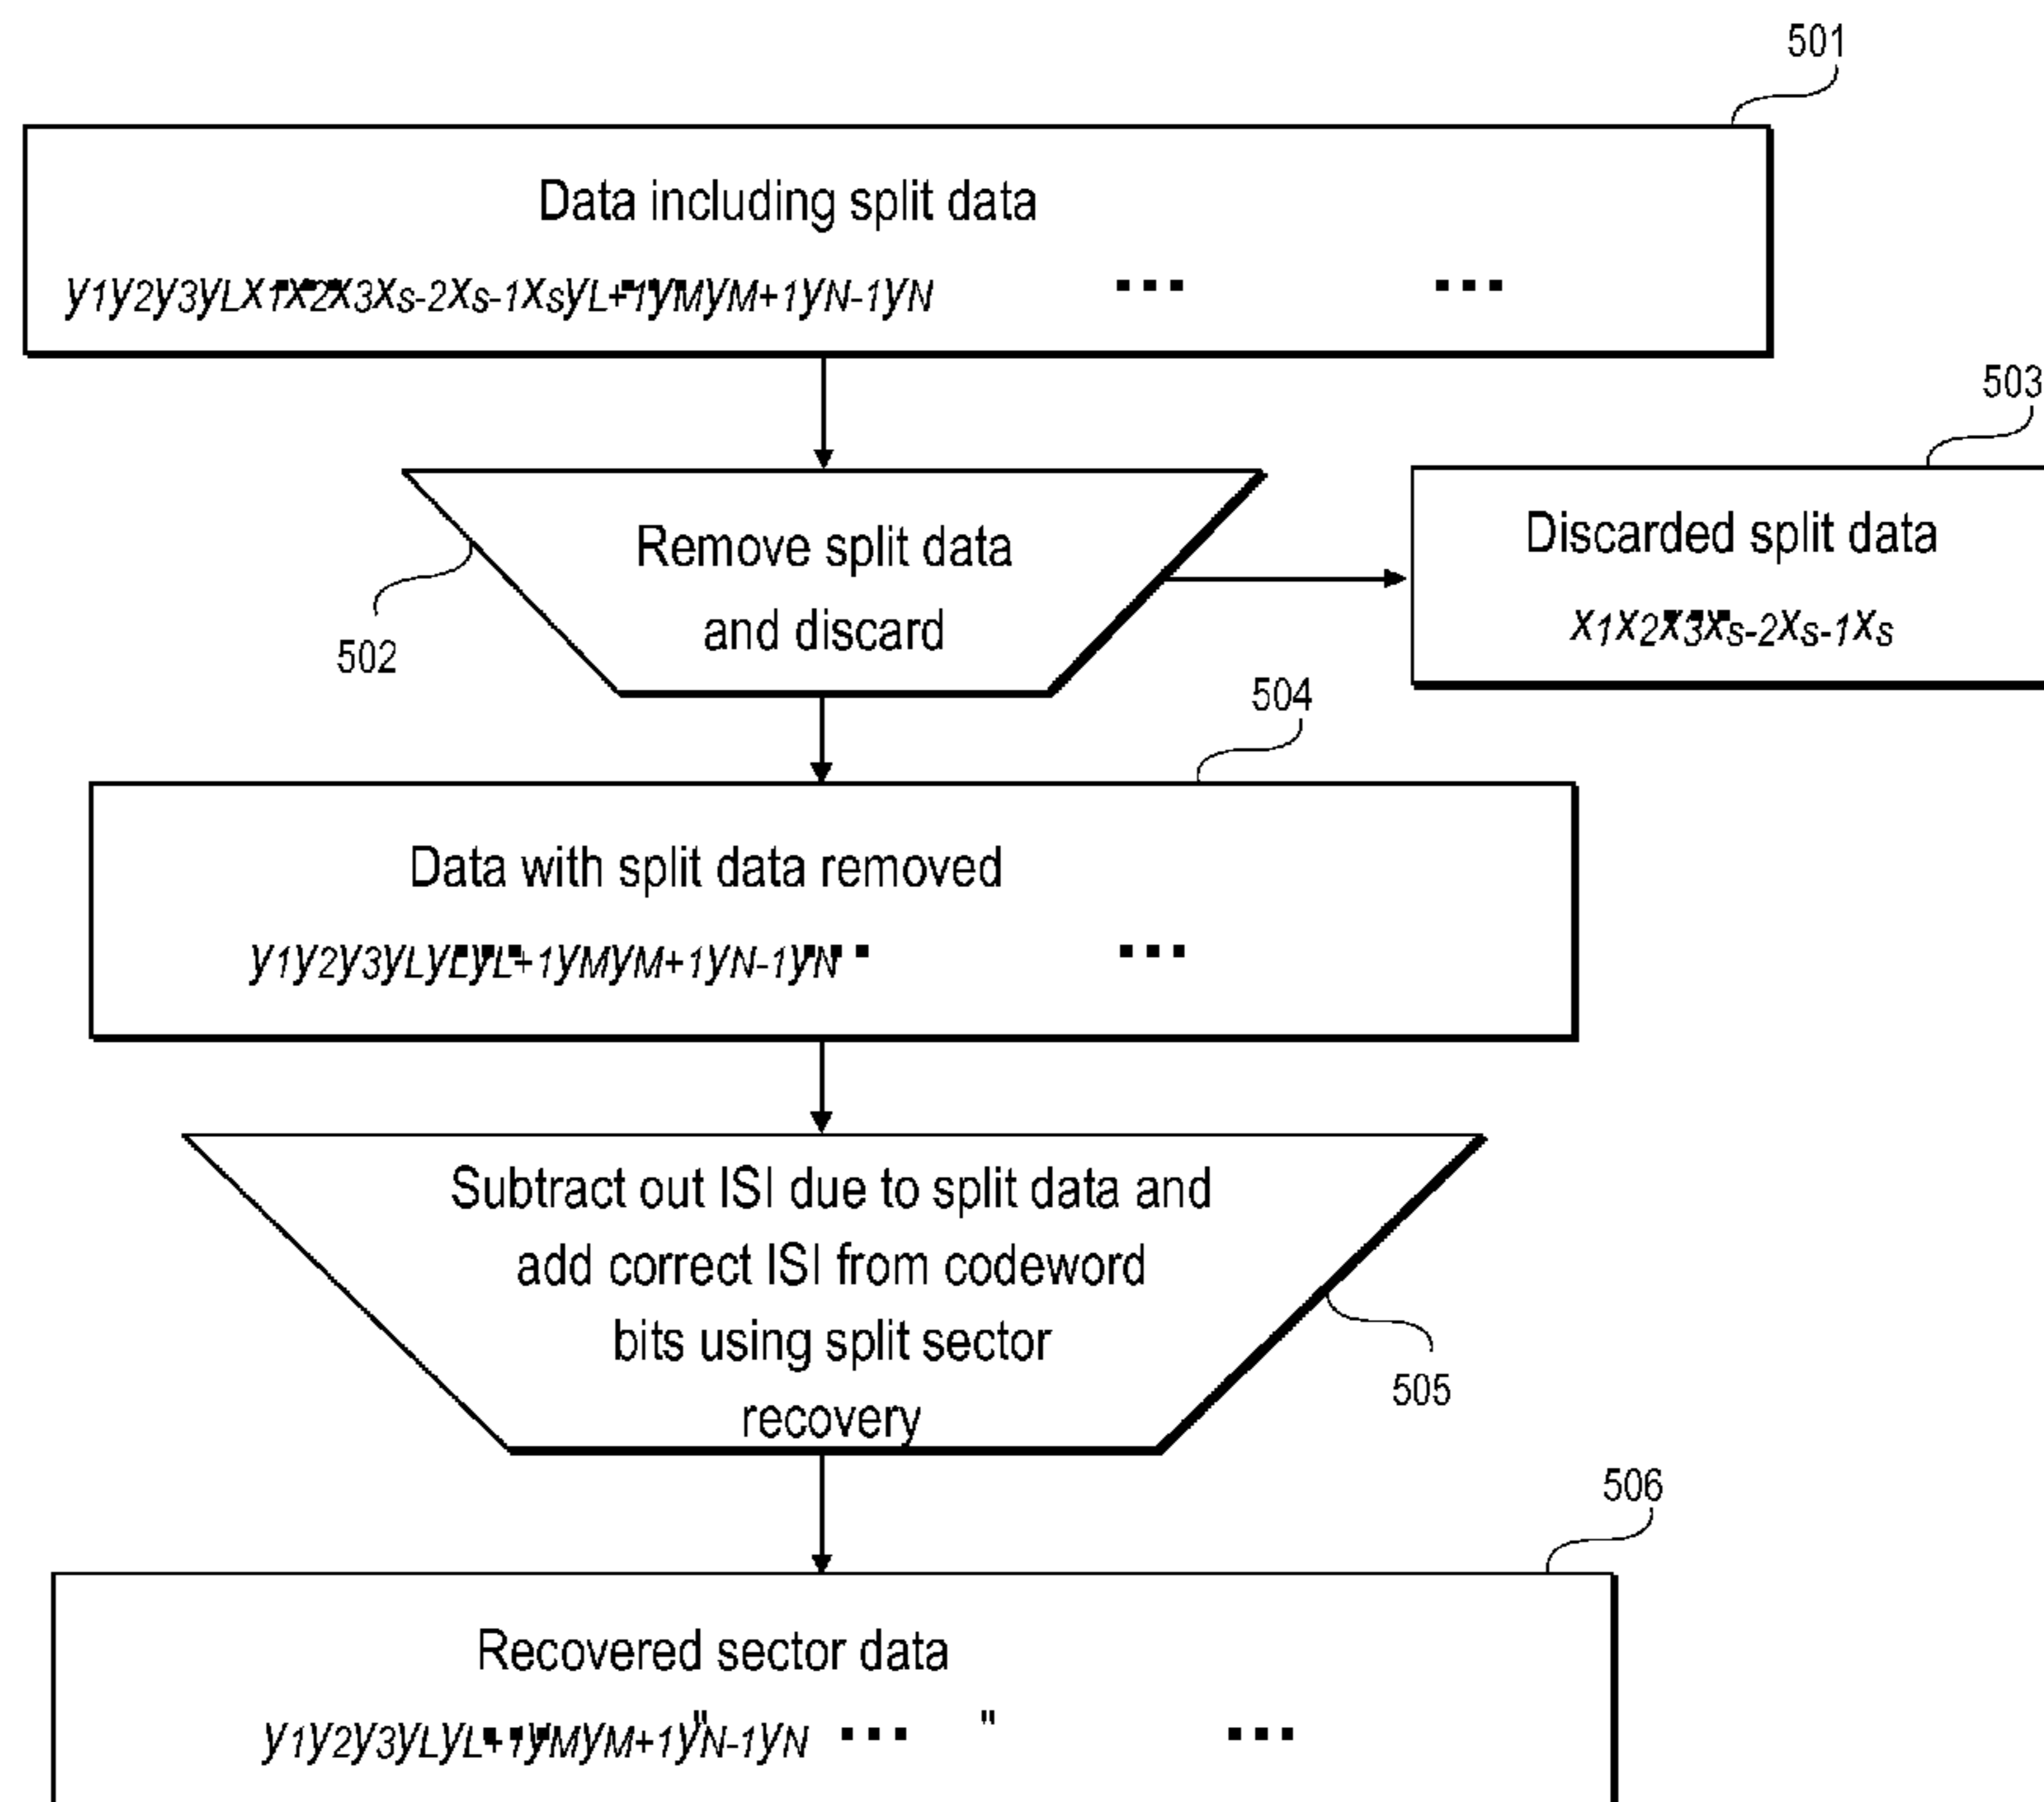 501
Data including split data
y1y2y3yLx1x2x3xS-2xS-1xSyL+1yMyM+1yN-1yN ... ... ... ...
503
Remove split data
and discard
Discarded split data
x1x2x3xS-2xS-1xS ...
502
504
Data with split data removed
y1y2y3yLyLyL+1yMyM+1yN-1yN ... ... ...
Subtract out ISI due to split data and
add correct ISI from codeword
bits using split sector
recovery
505
506
Recovered sector data
y1y2y3yLyL+1yMyM+1yN-1yN ... " ... " ...